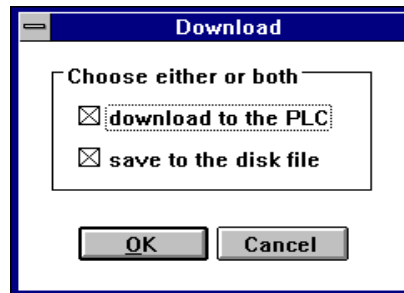 Download
Choose either or both
download to the PLC
save to the disk file
OK
Cancel